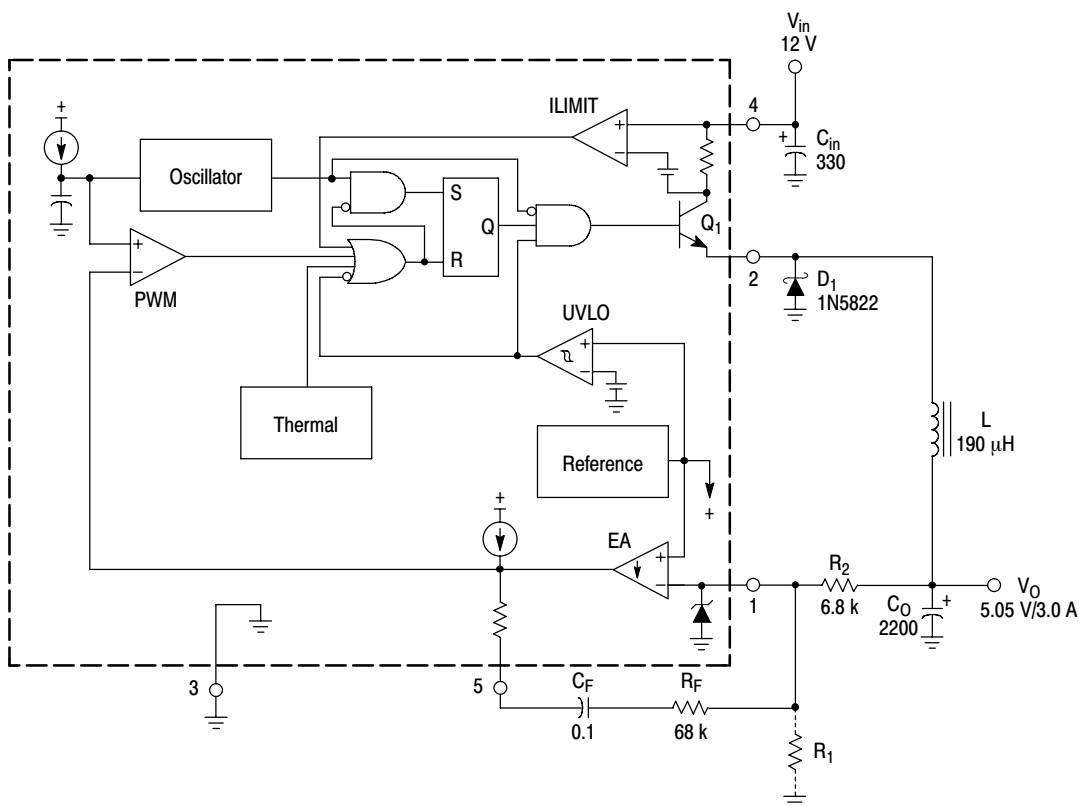 Vin
12 V
+
ILIMIT
4
+
−
+
Cin
330
Oscillator
S
Q
R
Q1
+
−
PWM
2
D1
1N5822
UVLO
+
−
Thermal
L
190 μH
Reference
+
+
EA
+
−
1
R2
6.8 k
CO
2200
+
VO
5.05 V/3.0 A
3
5
CF
0.1
RF
68 k
R1